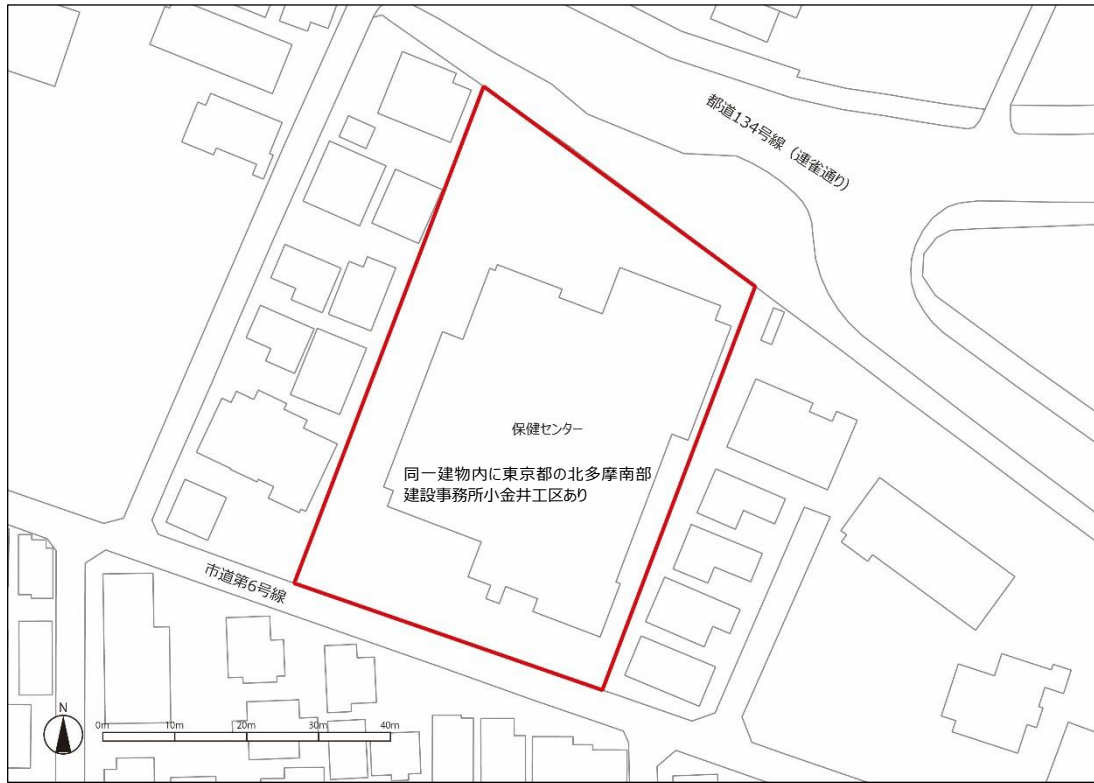 都道134号線（連雀通り）
保健センター
同一建物内に東京都の北多摩南部
建設事務所小金井工区あり
市道第6号線
N
0m 10m 20m 30m 40m